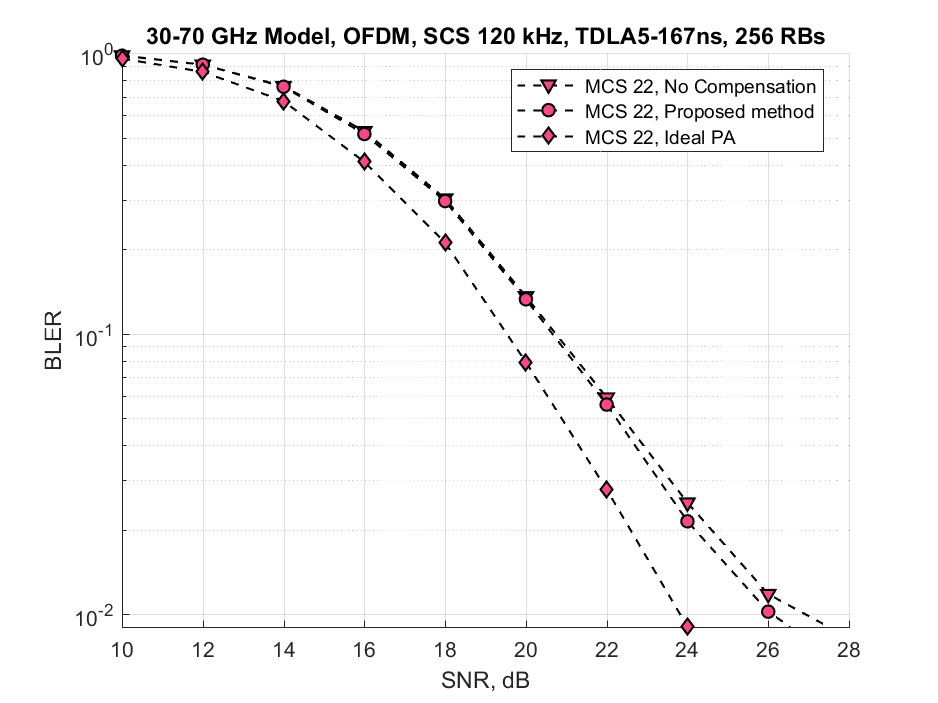 30-70 GHz Model, OFDM, SCS 120 kHz, TDLA5-167ns, 256 RBs
MCS 22, No Compensation
MCS 22, Proposed method
MCS 22, Ideal PA
10^0
10^-1
10^-2
BLER
10 12 14 16 18 20 22 24 26 28
SNR, dB